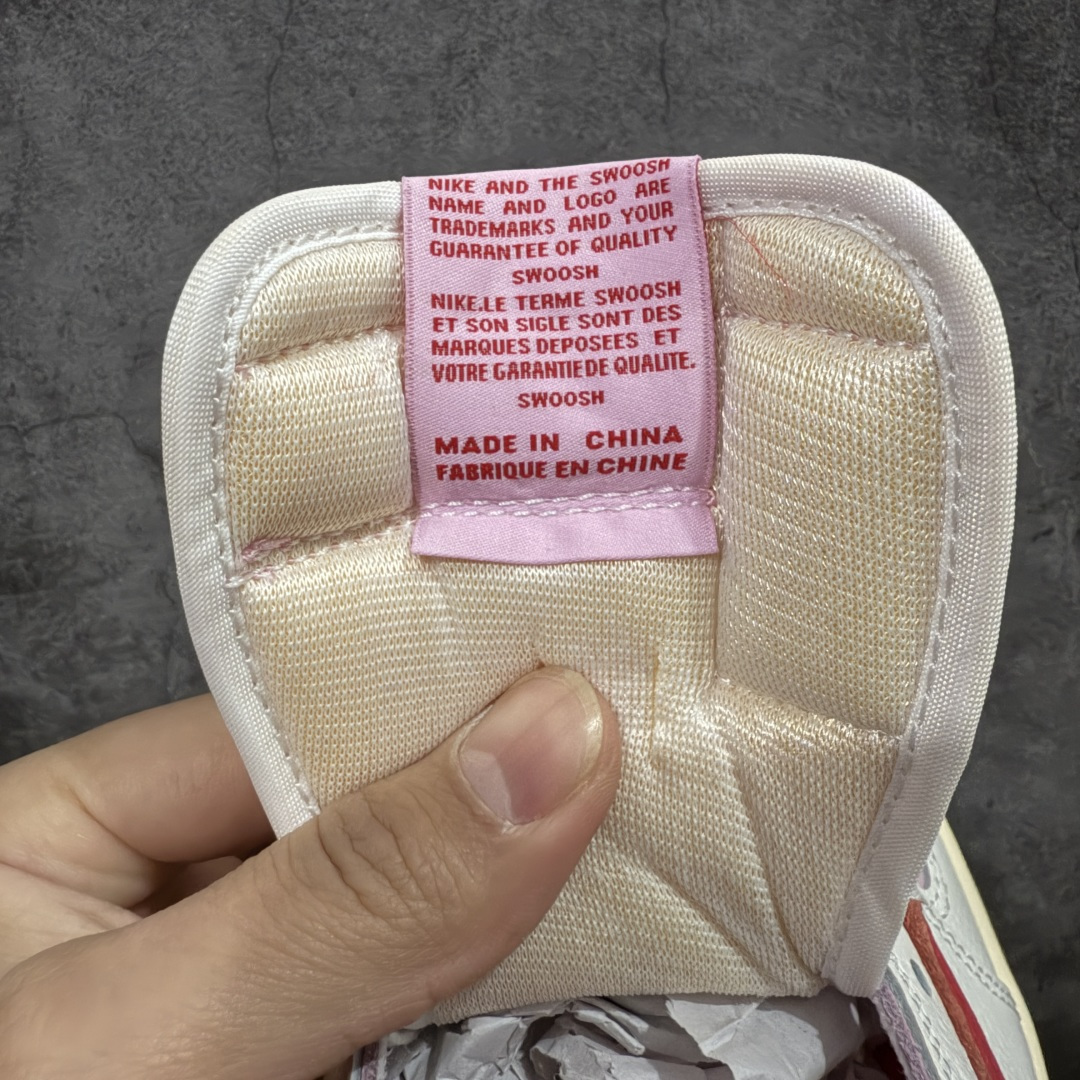 NIKE AND THE SWOOSH
NAME AND LOGO ARE
TRADEMARKS AND YOUR
GUARANTEE OF QUALITY
SWOOSH
NIKE.LE TERME SWOOSH
ET SON SIGLE SONT DES
MARQUES DEPOSEES ET
VOTRE GARANTIE DE QUALITE.
SWOOSH
MADE IN CHINA
FABRIQUE EN CHINE